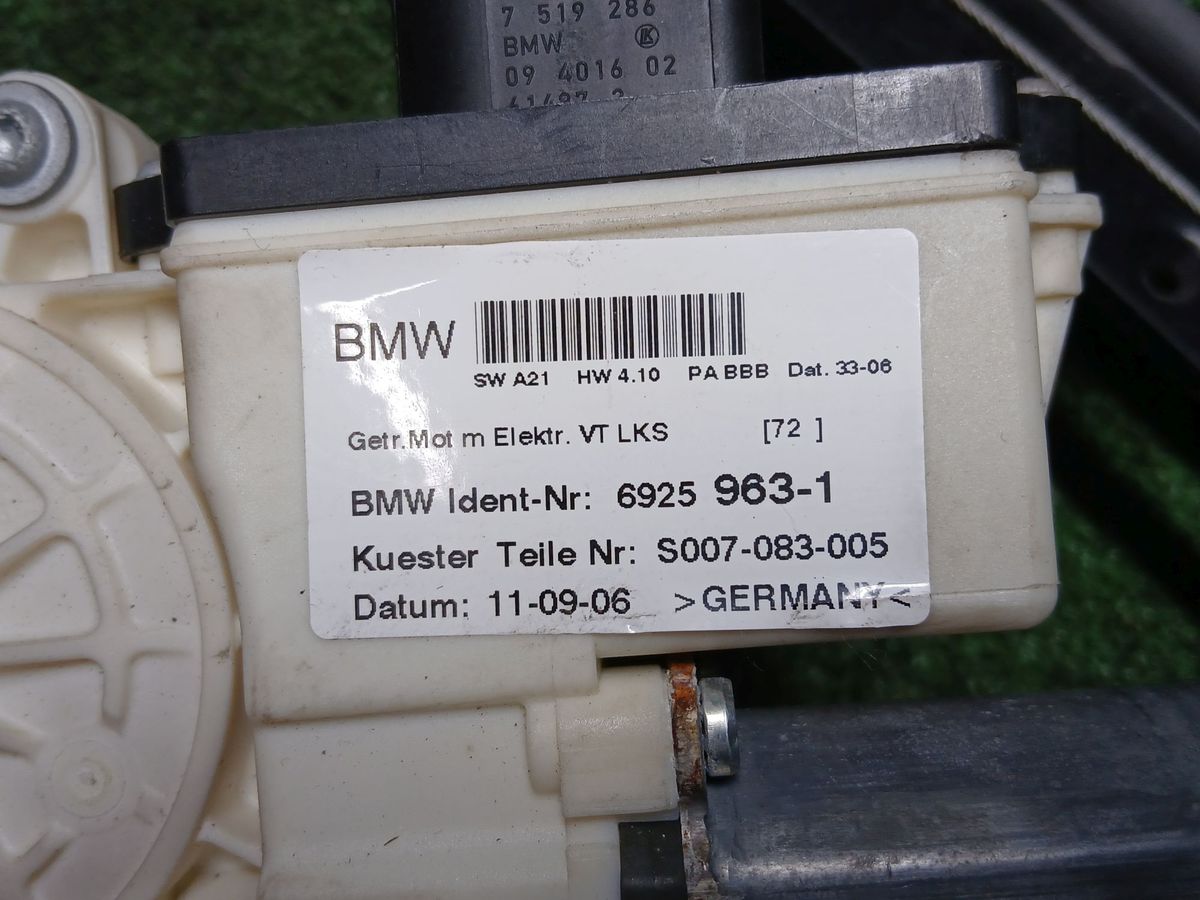 7 519 286
BMW
09 4016 02
BMW
SW A21 HW 4.10 PA BBB Dat. 33-06
Getr.Mot m Elektr. VT LKS [72 ]
BMW Ident-Nr: 6925 963-1
Kuester Teile Nr: S007-083-005
Datum: 11-09-06 >GERMANY<